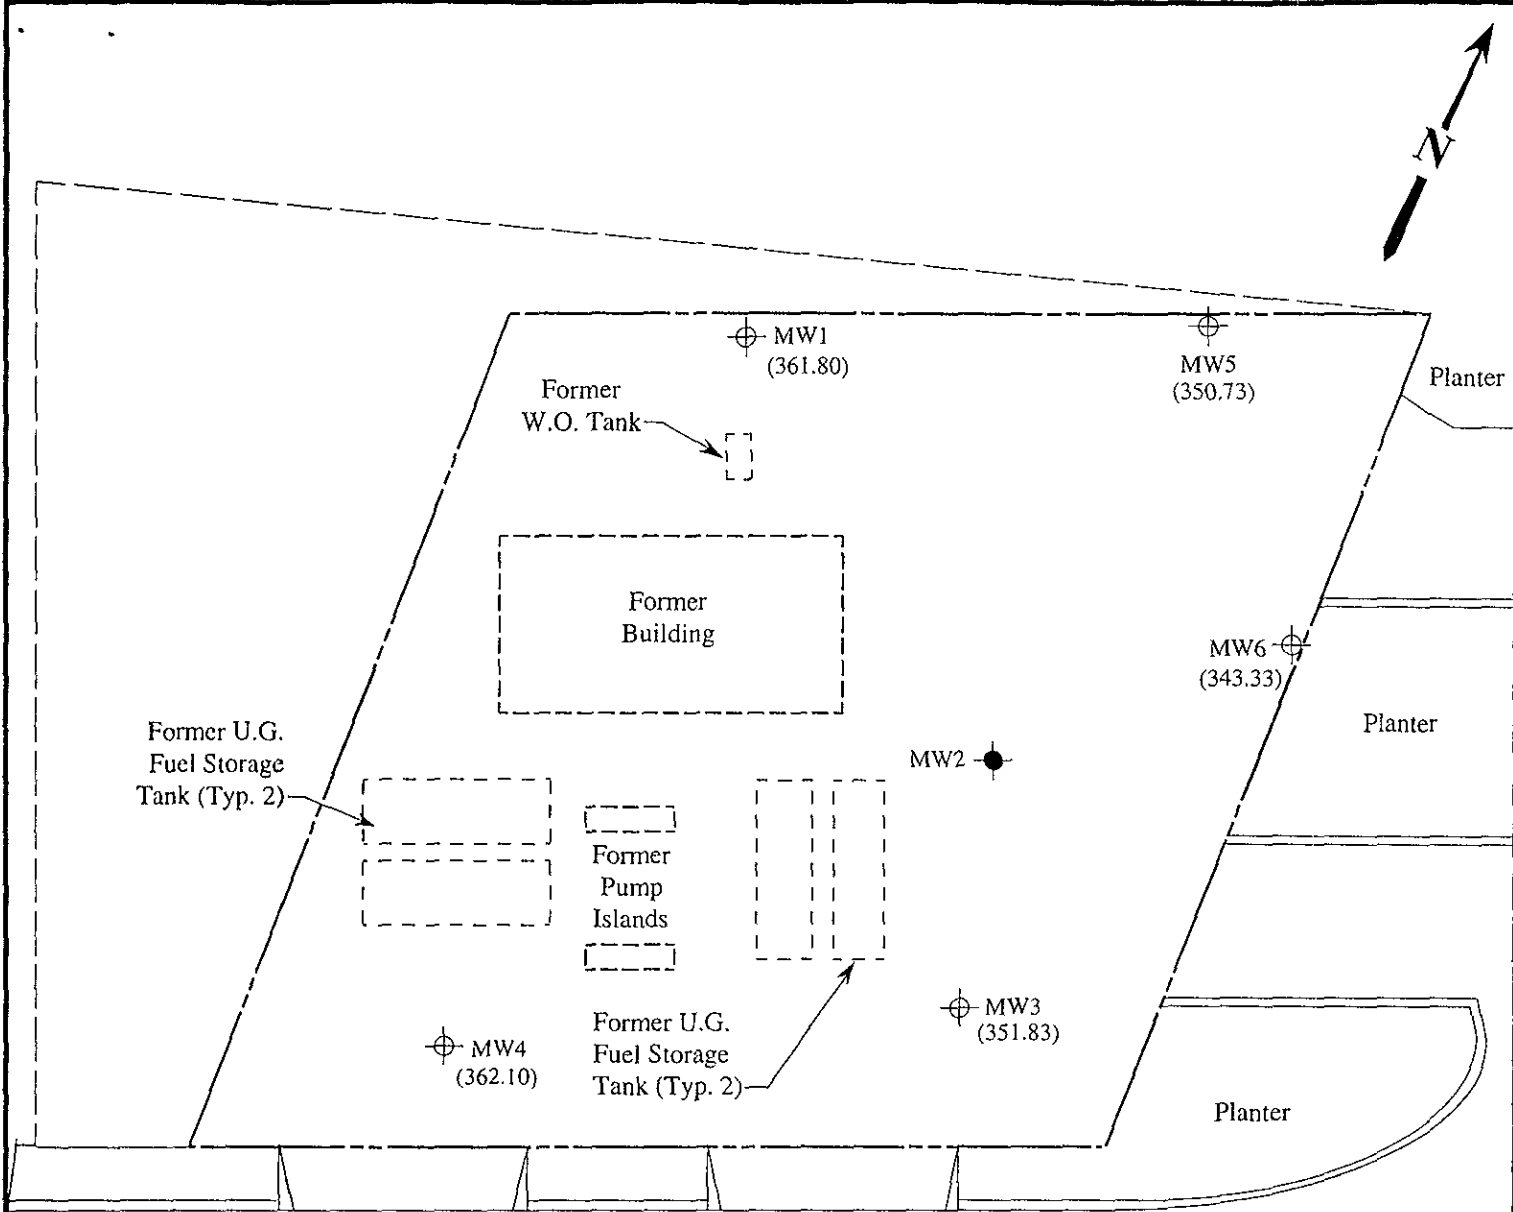 N
MW1
(361.80)
MW5
(350.73)
Planter
Former
W.O. Tank
Former
Building
MW6
(343.33)
Planter
Former U.G.
Fuel Storage
Tank (Typ. 2)
MW2
Former
Pump
Islands
MW3
(351.83)
Former U.G.
Fuel Storage
Tank (Typ. 2)
MW4
(362.10)
Planter